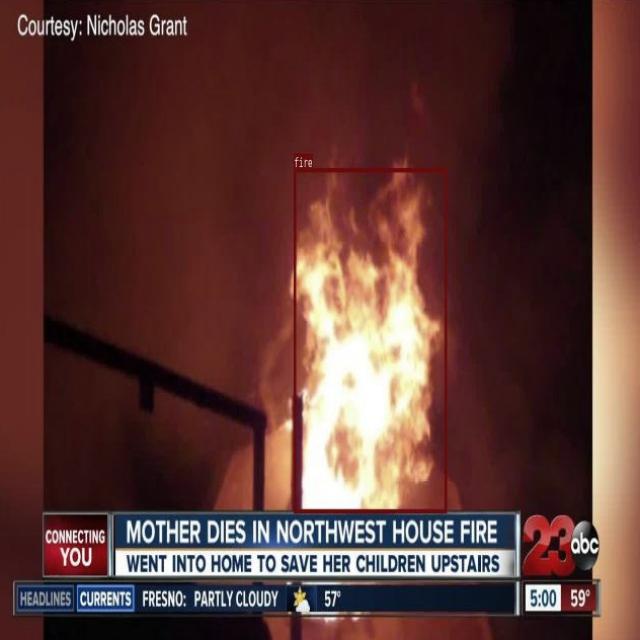 Courtesy: Nicholas Grant
fire
CONNECTING
YOU
MOTHER DIES IN NORTHWEST HOUSE FIRE
WENT INTO HOME TO SAVE HER CHILDREN UPSTAIRS
23 abc
HEADLINES CURRENTS FRESNO: PARTLY CLOUDY 57° 5:00 59°